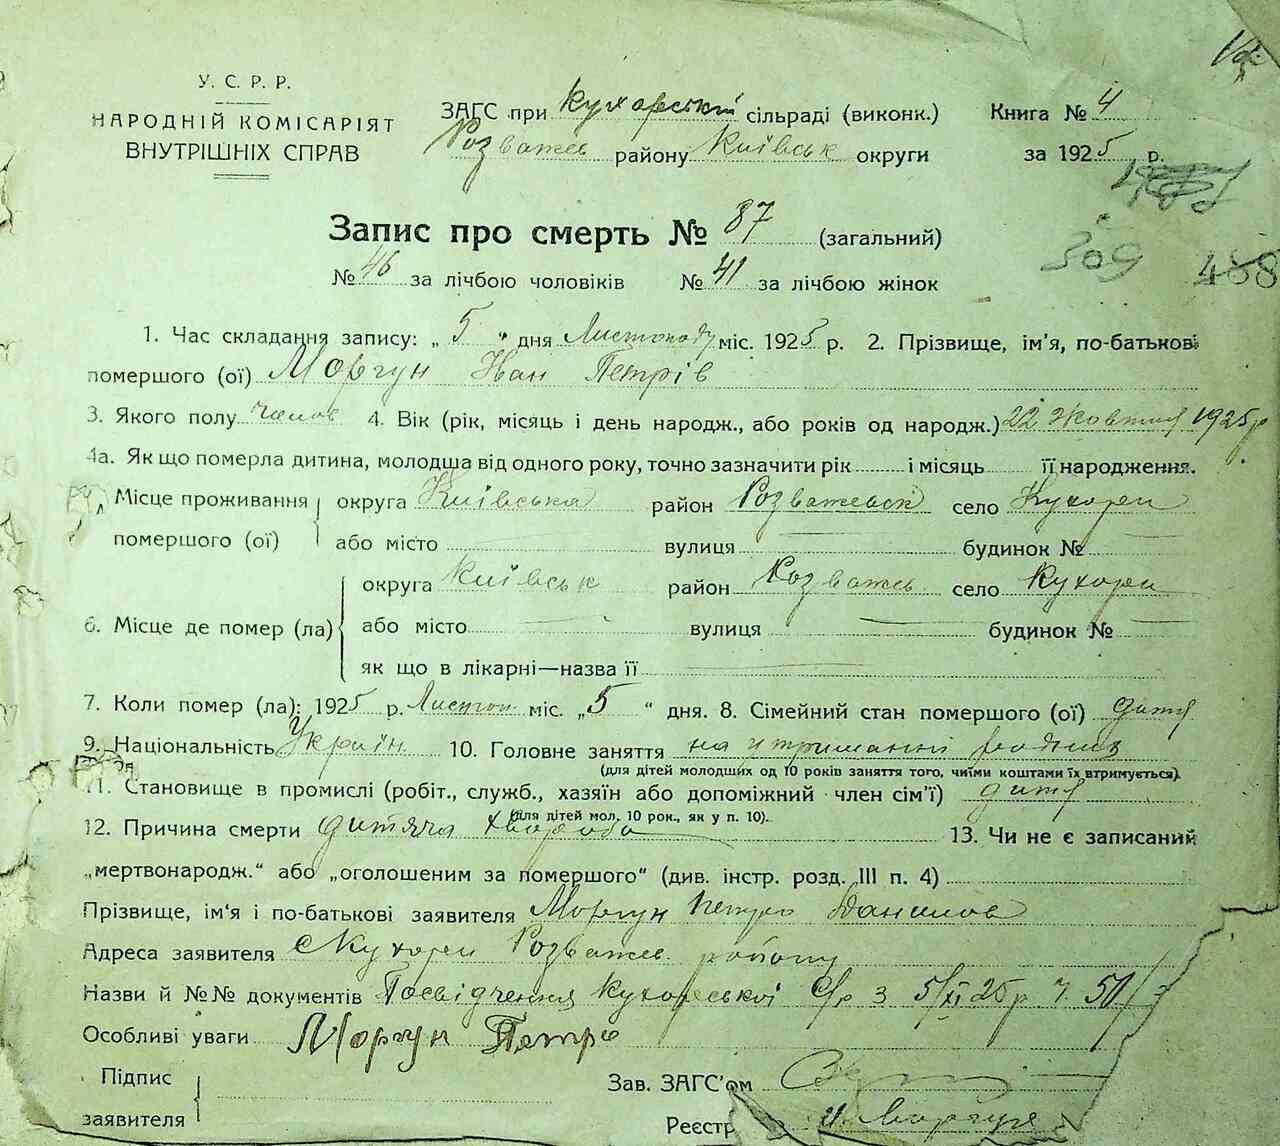 У. С. Р. Р.
НАРОДНІЙ КОМІСАРІЯТ
ВНУТРІШНІХ СПРАВ
ЗАГС при Кухарській сільраді (виконк.)
Розважев району Київськ округи
Книга № 4
за 1925 р.
309 488
Запис про смерть № 87 (загальний)
№ 46 за лічбою чоловіків № 41 за лічбою жінок
1. Час складання запису: „ 5 " дня Листопаду міс. 1925 р. 2. Прізвище, ім'я, по-батькові
помершого (ої) Моргун Іван Петрів
3. Якого полу чолов 4. Вік (рік, місяць і день народж., або років од народж.) 22 Жовтня 1925 р
4а. Як що померла дитина, молодша від одного року, точно зазначити рік і місяць її народження.
Місце проживання помершого (ої) округа Київська район Розважевск село Кухари
або місто вулиця будинок №
6. Місце де помер (ла) округа Київськ район Розважев село Кухари
або місто вулиця будинок №
як що в лікарні—назва її
7. Коли помер (ла): 1925 р. Листоп міс. „5 " дня. 8. Сімейний стан помершого (ої) дитя
9. Національність Україн 10. Головне заняття на утриманні родини
(для дітей молодших од 10 років заняття того, чиїми коштами їх втримується)
11. Становище в промислі (робіт., служб., хазяїн або допоміжний член сім'ї) дитя
(для дітей мол. 10 рок., як у п. 10).
12. Причина смерти дитяча хвороба 13. Чи не є записаний
„мертвонародж." або „оголошеним за помершого" (див. інстр. розд. III п. 4)
Прізвище, ім'я і по-батькові заявителя Моргун Петро Данилов
Адреса заявителя с Кухари Розважев. району
Назви й №№ документів Посвідчення Кухарської с/р з 5/XI 25 р ч. 50/
Особливі уваги Моргун Петро
Підпис заявителя
Зав. ЗАГС'ом
Реєстр И. Моргун